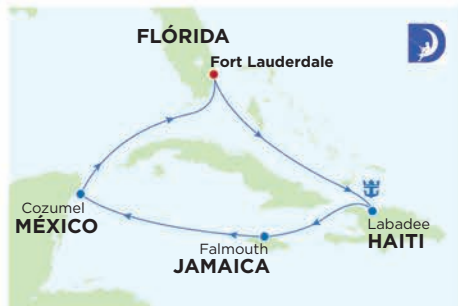 FLÓRIDA
Fort Lauderdale
Labadee
HAITI
Falmouth
JAMAICA
Cozumel
MÉXICO